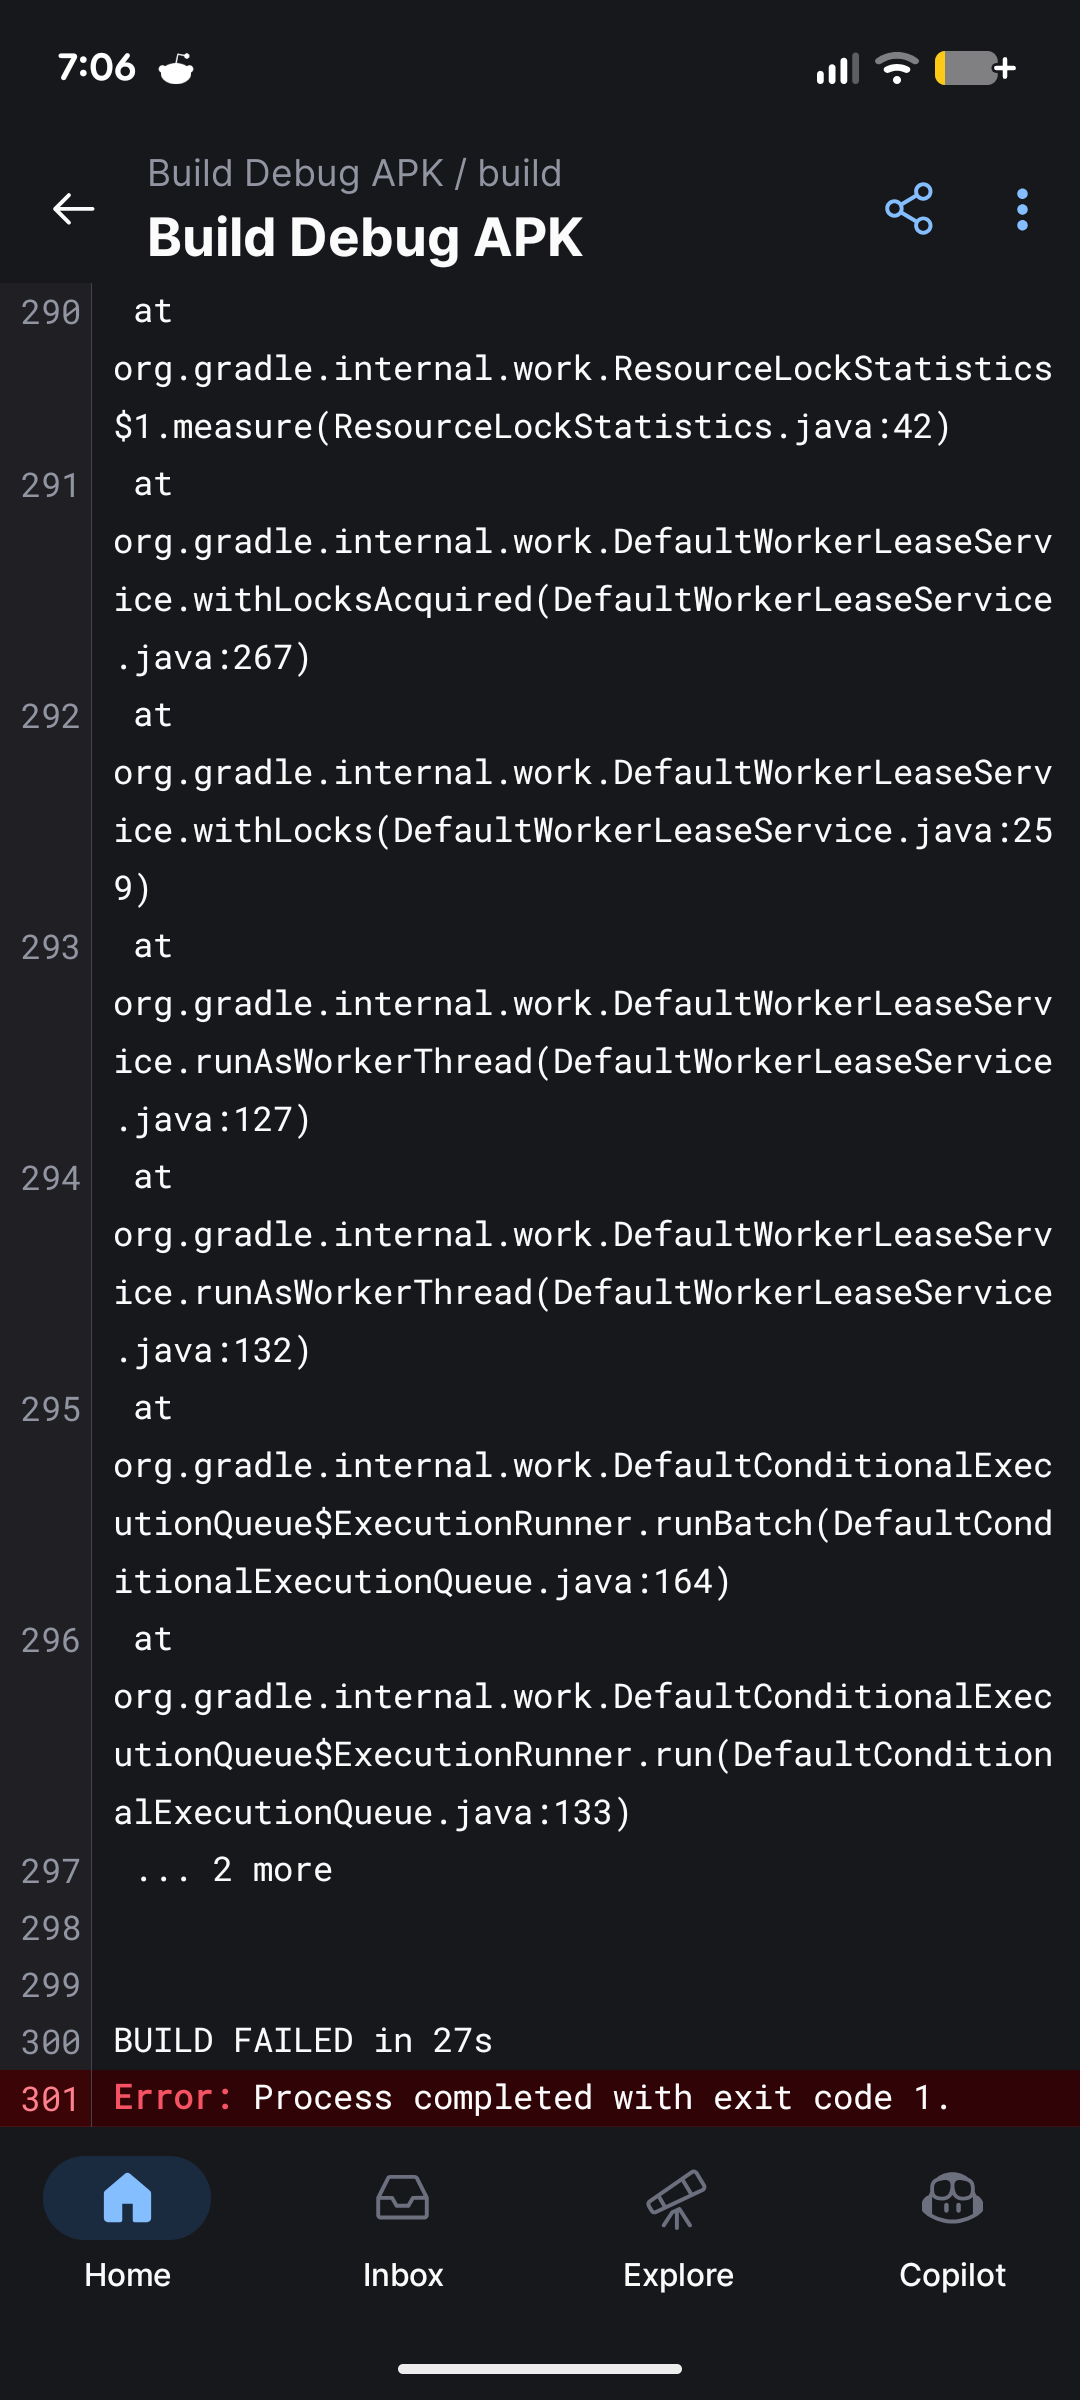 7:06
Build Debug APK / build
Build Debug APK
290 at
org.gradle.internal.work.ResourceLockStatistics
$1.measure(ResourceLockStatistics.java:42)
291 at
org.gradle.internal.work.DefaultWorkerLeaseServ
ice.withLocksAcquired(DefaultWorkerLeaseService
.java:267)
292 at
org.gradle.internal.work.DefaultWorkerLeaseServ
ice.withLocks(DefaultWorkerLeaseService.java:25
9)
293 at
org.gradle.internal.work.DefaultWorkerLeaseServ
ice.runAsWorkerThread(DefaultWorkerLeaseService
.java:127)
294 at
org.gradle.internal.work.DefaultWorkerLeaseServ
ice.runAsWorkerThread(DefaultWorkerLeaseService
.java:132)
295 at
org.gradle.internal.work.DefaultConditionalExec
utionQueue$ExecutionRunner.runBatch(DefaultCond
itionalExecutionQueue.java:164)
296 at
org.gradle.internal.work.DefaultConditionalExec
utionQueue$ExecutionRunner.run(DefaultCondition
alExecutionQueue.java:133)
297 ... 2 more
298
299
300 BUILD FAILED in 27s
301 Error: Process completed with exit code 1.
Home Inbox Explore Copilot